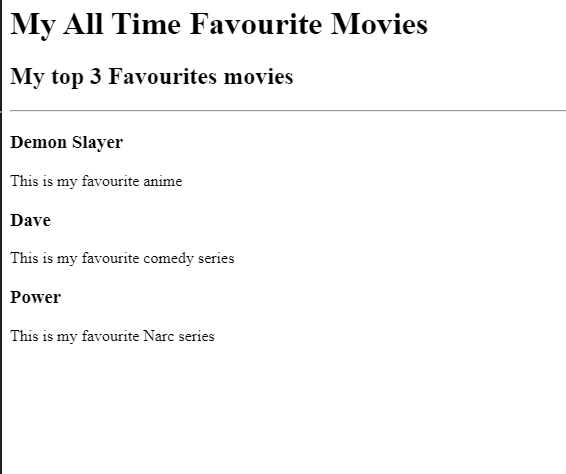 My All Time Favourite Movies
My top 3 Favourites movies
Demon Slayer
This is my favourite anime
Dave
This is my favourite comedy series
Power
This is my favourite Narc series